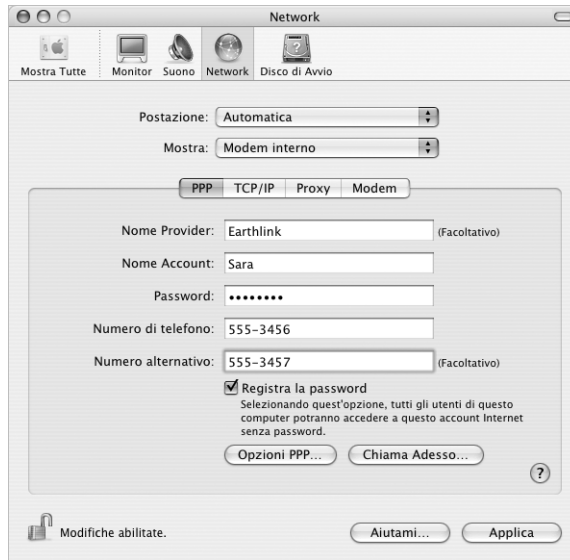 Network
Mostra Tutte Monitor Suono Network Disco di Avvio
Postazione: Automatica
Mostra: Modem interno
PPP TCP/IP Proxy Modem
Nome Provider: Earthlink (Facoltativo)
Nome Account: Sara
Password: ••••••••
Numero di telefono: 555-3456
Numero alternativo: 555-3457 (Facoltativo)
Registra la password
Selezionando quest'opzione, tutti gli utenti di questo
computer potranno accedere a questo account Internet
senza password.
Opzioni PPP... Chiama Adesso...
?
Modifiche abilitate. Aiutami... Applica